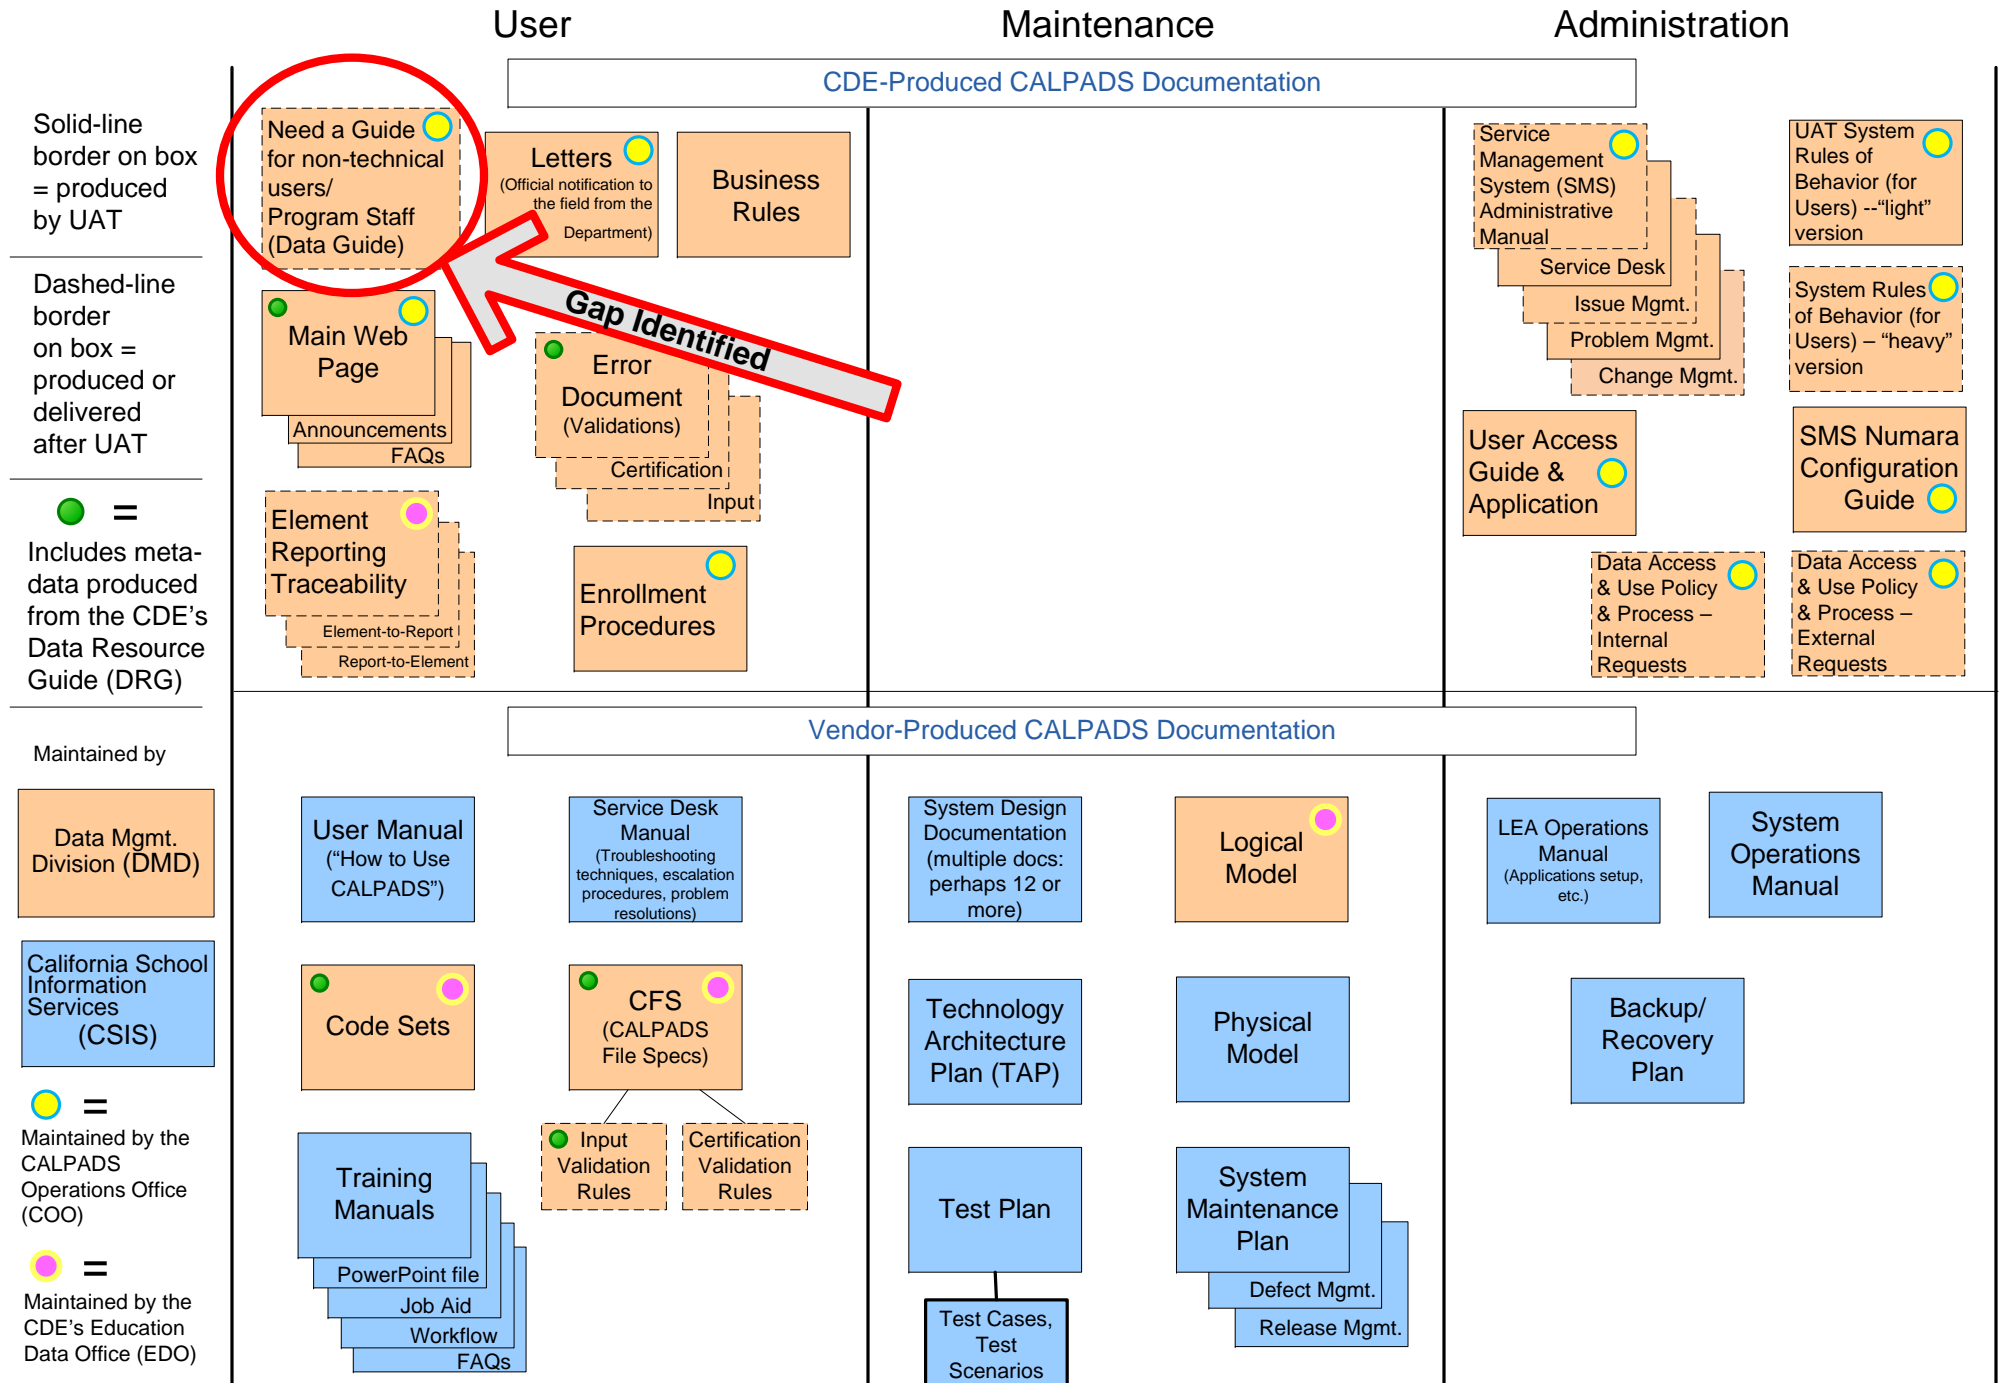 User
Maintenance
Administration
CDE-Produced CALPADS Documentation
Solid-line
border on box
= produced
by UAT
Dashed-line
border
on box =
produced or
delivered
after UAT
=
Includes meta-
data produced
from the CDE’s
Data Resource
Guide (DRG)
Maintained by
Data Mgmt.
Division (DMD)
California School
Information
Services
(CSIS)
=
Maintained by the
CALPADS
Operations Office
(COO)
=
Maintained by the
CDE’s Education
Data Office (EDO)
Need a Guide
for non-technical
users/
Program Staff
(Data Guide)
Letters
(Official notification to
the field from the
Department)
Business
Rules
Gap Identified
Main Web
Page
Announcements
FAQs
Error
Document
(Validations)
Certification
Input
Element
Reporting
Traceability
Element-to-Report
Report-to-Element
Enrollment
Procedures
Service
Management
System (SMS)
Administrative
Manual
Service Desk
Issue Mgmt.
Problem Mgmt.
Change Mgmt.
UAT System
Rules of
Behavior (for
Users) --“light”
version
System Rules
of Behavior (for
Users) – “heavy”
version
User Access
Guide &
Application
SMS Numara
Configuration
Guide
Data Access
& Use Policy
& Process –
Internal
Requests
Data Access
& Use Policy
& Process –
External
Requests
Vendor-Produced CALPADS Documentation
User Manual
(“How to Use
CALPADS”)
Service Desk
Manual
(Troubleshooting
techniques, escalation
procedures, problem
resolutions)
Code Sets
CFS
(CALPADS
File Specs)
Input
Validation
Rules
Certification
Validation
Rules
Training
Manuals
PowerPoint file
Job Aid
Workflow
FAQs
System Design
Documentation
(multiple docs:
perhaps 12 or
more)
Logical
Model
Technology
Architecture
Plan (TAP)
Physical
Model
Test Plan
Test Cases,
Test
Scenarios
System
Maintenance
Plan
Defect Mgmt.
Release Mgmt.
LEA Operations
Manual
(Applications setup,
etc.)
System
Operations
Manual
Backup/
Recovery
Plan